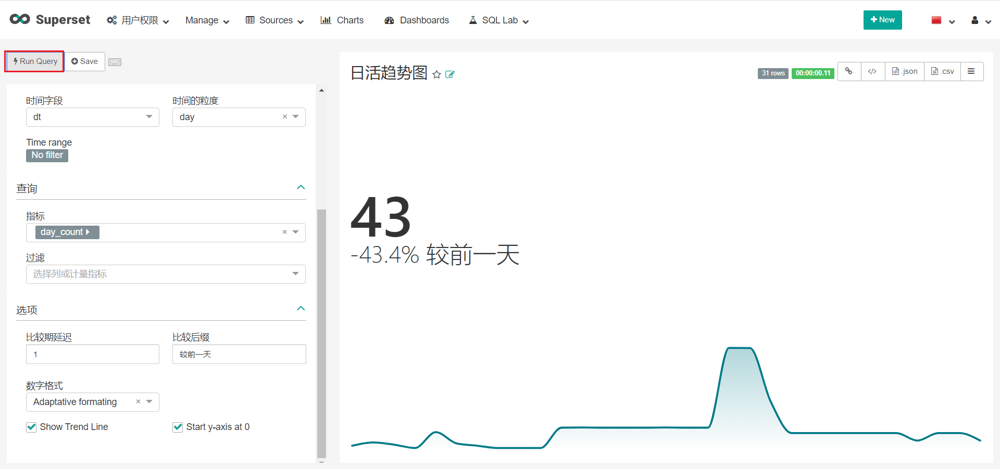 Superset 用户权限 Manage Sources Charts Dashboards SQL Lab New
Run Query Save
日活趋势图
31 rows 00:00:00.11 </> .json .csv
时间字段 时间的粒度
dt day ×
Time range
No filter
查询
指标
day_count ×
过滤
选择列或计量指标
选项
比较期延迟 比较后缀
1 较前一天
数字格式
Adaptative formating ×
Show Trend Line Start y-axis at 0
43
-43.4% 较前一天